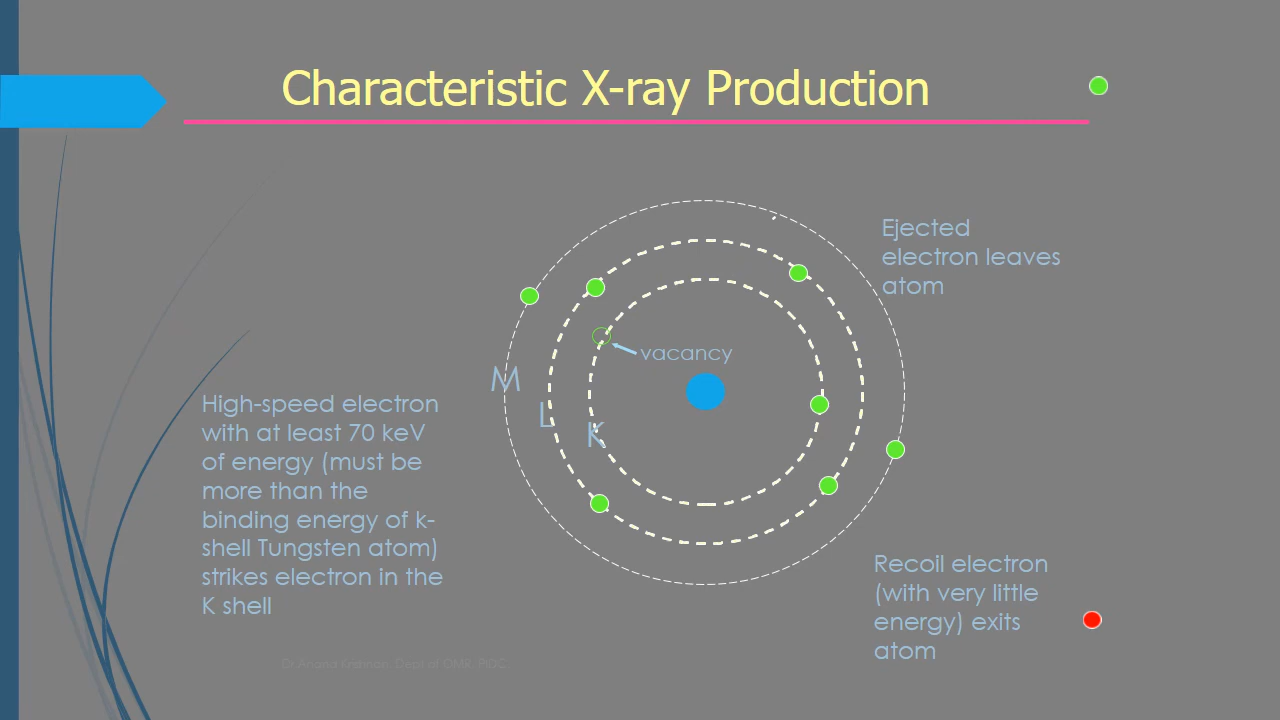 Characteristic X-ray Production
Ejected
electron leaves
atom
vacancy
M
L
K
High-speed electron
with at least 70 keV
of energy (must be
more than the
binding energy of k-
shell Tungsten atom)
strikes electron in the
K shell
Recoil electron
(with very little
energy) exits
atom